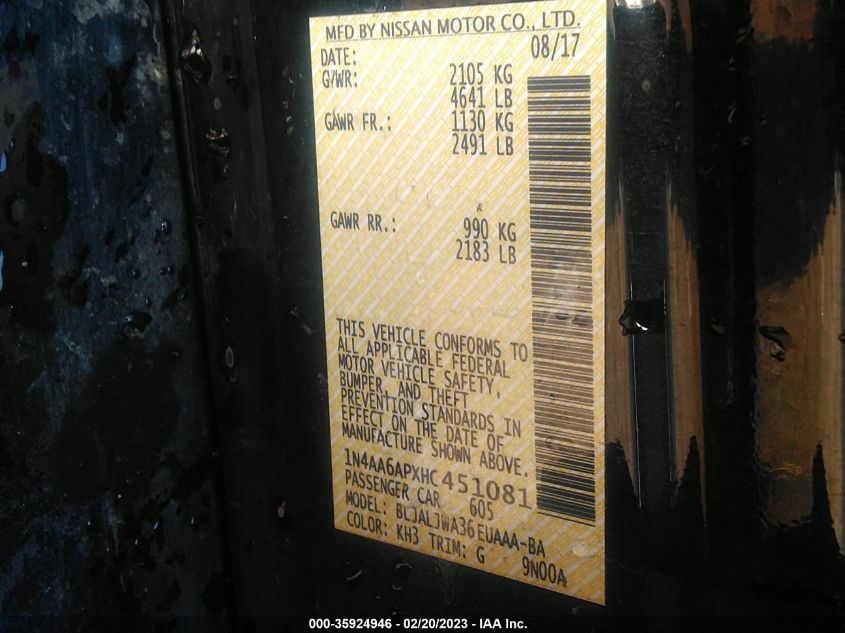 MFD BY NISSAN MOTOR CO., LTD.
DATE: 08/17
GVWR: 2105 KG
4641 LB
GAWR FR.: 1130 KG
2491 LB
GAWR RR.: 990 KG
2183 LB
THIS VEHICLE CONFORMS TO
ALL APPLICABLE FEDERAL
MOTOR VEHICLE SAFETY,
BUMPER, AND THEFT
PREVENTION STANDARDS IN
EFFECT ON THE DATE OF
MANUFACTURE SHOWN ABOVE.
1N4AA6APXHC451081
PASSENGER CAR 605
MODEL: BLJALJWA36EUAAA-BA
COLOR: KH3 TRIM: G 9N00A
000-35924946 - 02/20/2023 - IAA Inc.